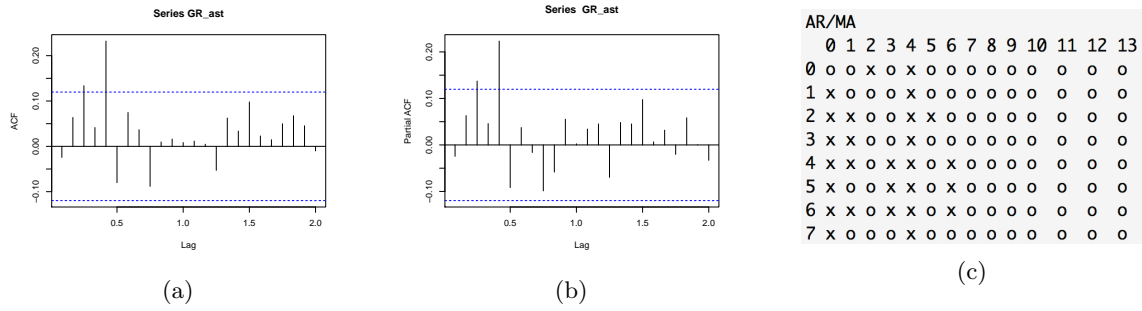 Series GR_ast
ACF
0.20
0.10
0.00
−0.10
0.5 1.0 1.5 2.0
Lag
(a)
Series GR_ast
Partial ACF
0.20
0.10
0.00
−0.10
0.5 1.0 1.5 2.0
Lag
(b)
AR/MA
0 1 2 3 4 5 6 7 8 9 10 11 12 13
0 o o x o x o o o o o o o o o
1 x o o o x o o o o o o o o o
2 x x o o x x o o o o o o o o
3 x x o o x o o o o o o o o o
4 x x o x x o x o o o o o o o
5 x o o x x o x o o o o o o o
6 x x o x x o x o o o o o o o
7 x o o o x o o o o o o o o o
(c)